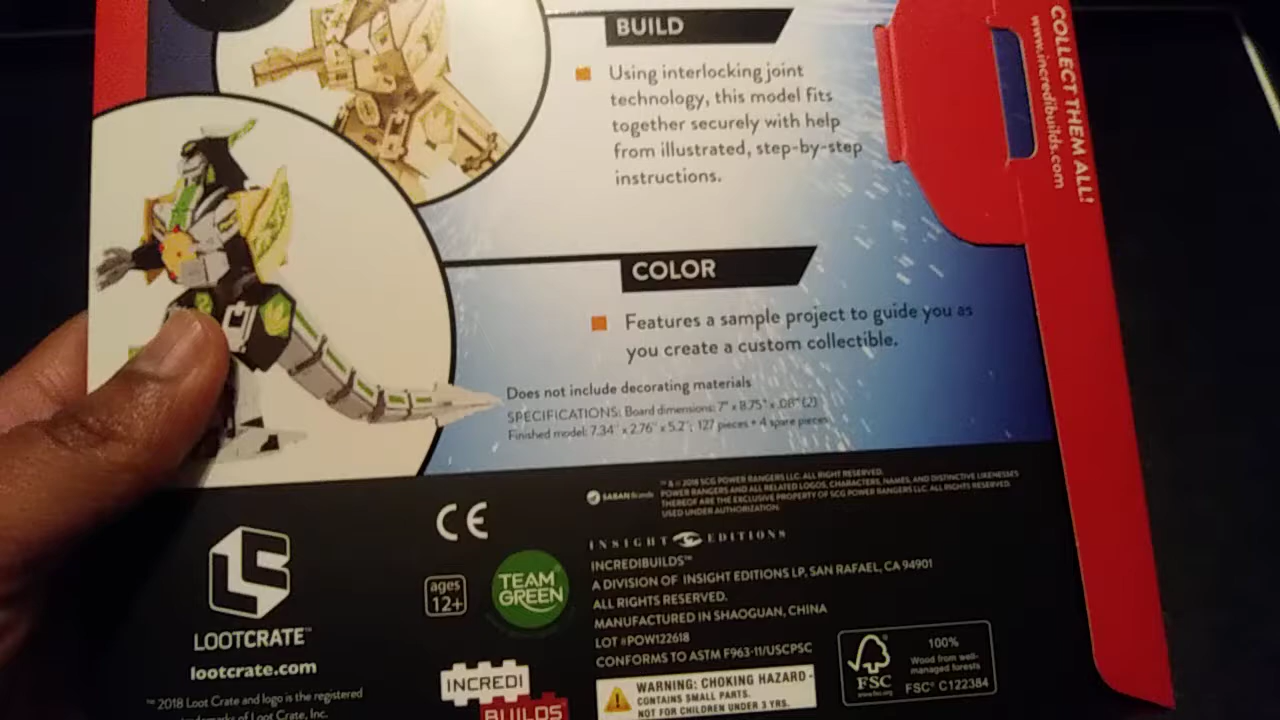 BUILD
Using interlocking joint
technology, this model fits
together securely with help
from illustrated, step-by-step
instructions.
COLOR
Features a sample project to guide you as
you create a custom collectible.
Does not include decorating materials
SPECIFICATIONS: Board dimensions: 7" x 8.75" x .08" (2)
Finished model: 7.34" x 2.76" x 5.2"; 127 pieces + 4 spare pieces
COLLECT THEM ALL!
www.incredibuilds.com
SABAN Brands
™ & © 2018 SCG POWER RANGERS LLC. ALL RIGHT RESERVED.
POWER RANGERS AND ALL RELATED LOGOS, CHARACTERS, NAMES, AND DISTINCTIVE LIKENESSES
THEREOF ARE THE EXCLUSIVE PROPERTY OF SCG POWER RANGERS LLC. ALL RIGHTS RESERVED.
USED UNDER AUTHORIZATION.
INSIGHT EDITIONS
INCREDIBUILDS™
A DIVISION OF INSIGHT EDITIONS LP, SAN RAFAEL, CA 94901
ALL RIGHTS RESERVED.
MANUFACTURED IN SHAOGUAN, CHINA
LOT #POW122618
CONFORMS TO ASTM F963-11/USCPSC
WARNING: CHOKING HAZARD -
CONTAINS SMALL PARTS.
NOT FOR CHILDREN UNDER 3 YRS.
CE
ages
12+
TEAM
GREEN
INCREDI
BUILDS
LOOTCRATE™
lootcrate.com
™ 2018 Loot Crate and logo is the registered
of Loot Crate, Inc.
FSC
www.fsc.org
100%
Wood from well-
managed forests
FSC® C122384